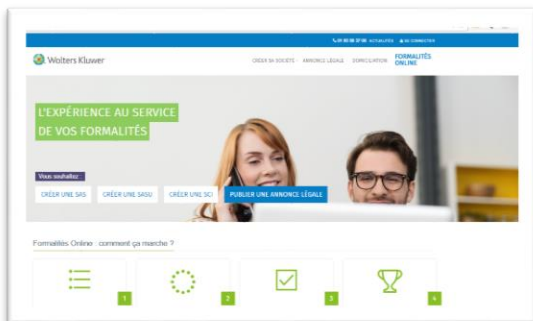 ACTUALITÉS SE CONNECTER
Wolters Kluwer
CRÉER SA SOCIÉTÉ ANNONCE LÉGALE DOMICILIATION FORMALITÉS
ONLINE
L'EXPÉRIENCE AU SERVICE
DE VOS FORMALITÉS
Vous souhaitez :
CRÉER UNE SAS CRÉER UNE SASU CRÉER UNE SCI PUBLIER UNE ANNONCE LÉGALE
Formalités Online : comment ça marche ?
1 2 3 4